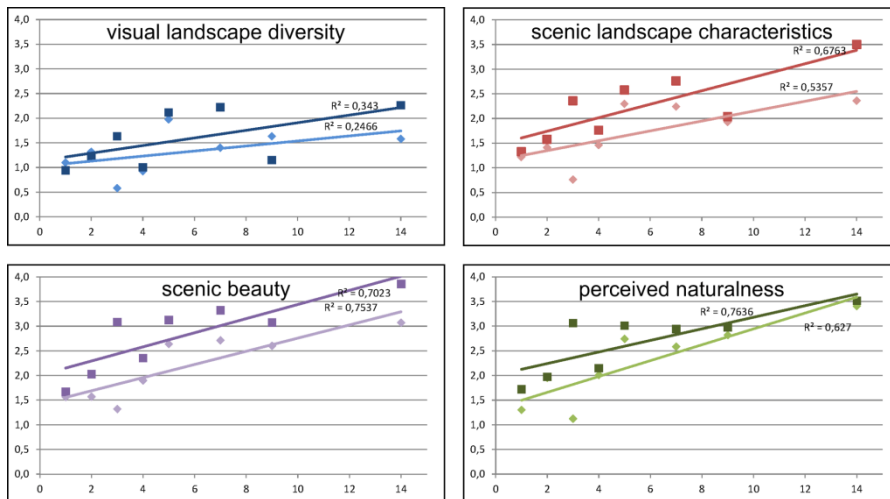 visual landscape diversity
4,0
3,5
3,0
2,5
2,0
1,5
1,0
0,5
0,0
R² = 0,343
R² = 0,2466
0 2 4 6 8 10 12 14
scenic landscape characteristics
4,0
3,5
3,0
2,5
2,0
1,5
1,0
0,5
0,0
R² = 0,6763
R² = 0,5357
0 2 4 6 8 10 12 14
scenic beauty
4,0
3,5
3,0
2,5
2,0
1,5
1,0
0,5
0,0
R² = 0,7023
R² = 0,7537
0 2 4 6 8 10 12 14
perceived naturalness
4,0
3,5
3,0
2,5
2,0
1,5
1,0
0,5
0,0
R² = 0,7636
R² = 0,627
0 2 4 6 8 10 12 14